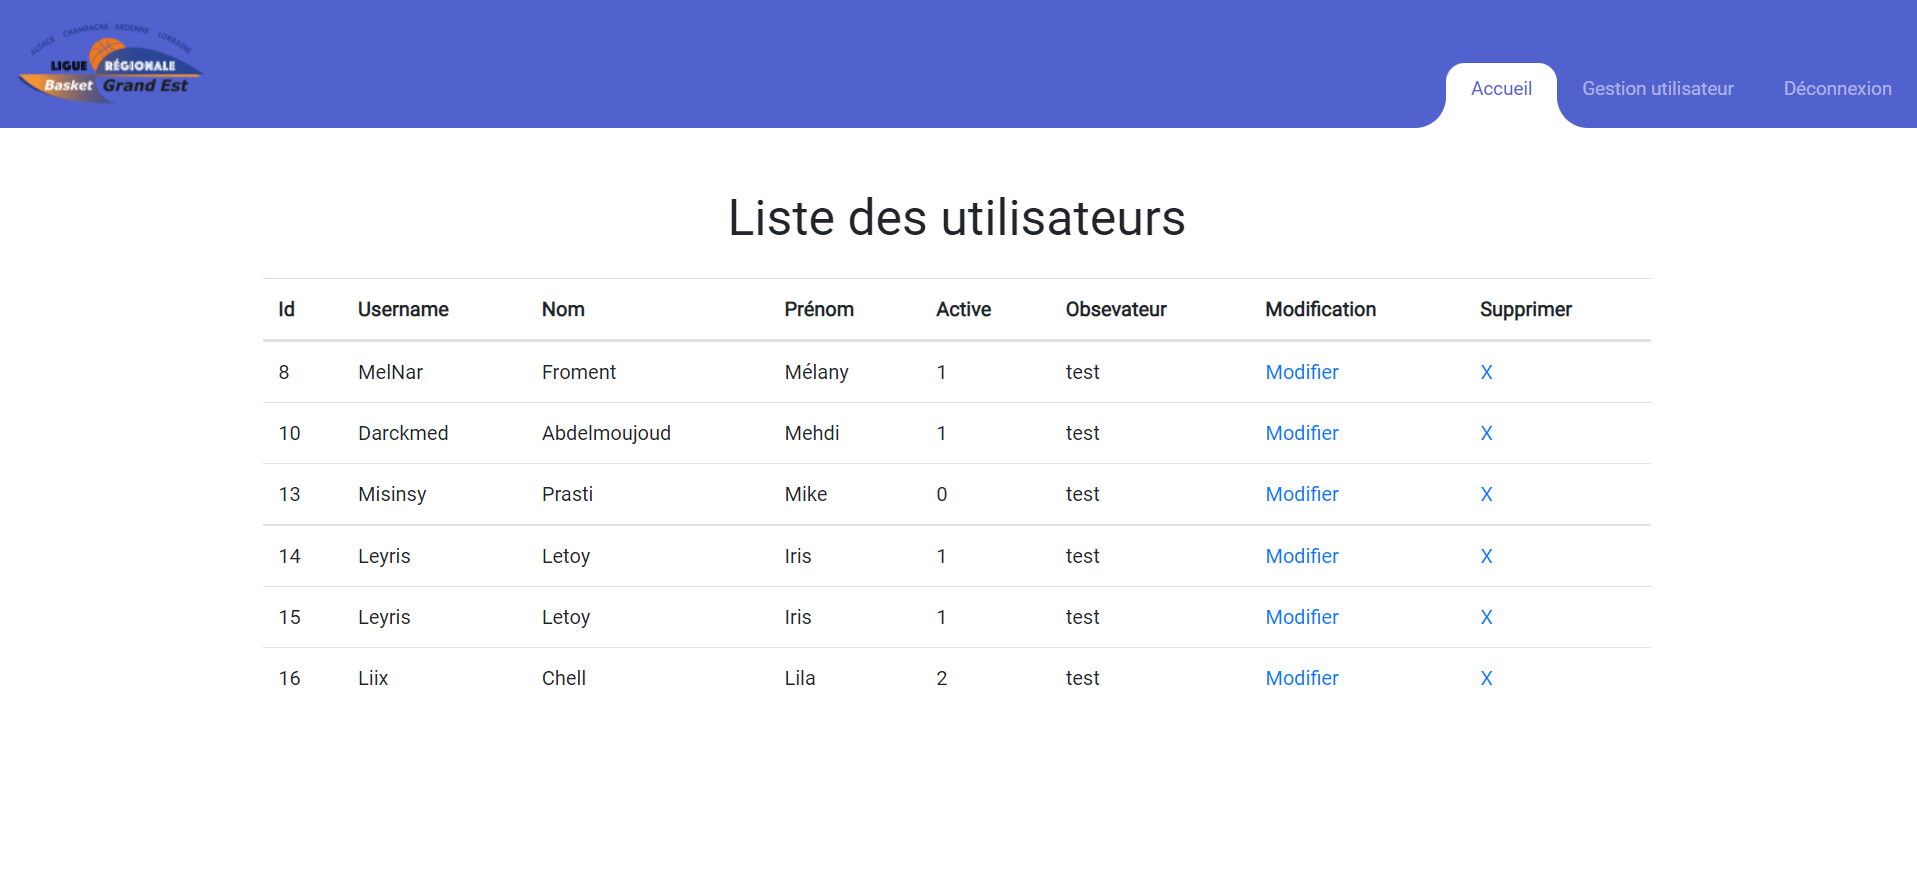 ALSACE CHAMPAGNE-ARDENNE LORRAINE
LIGUE RÉGIONALE
Basket Grand Est
Accueil Gestion utilisateur Déconnexion
Liste des utilisateurs
Id Username Nom Prénom Active Obsevateur Modification Supprimer
8 MelNar Froment Mélany 1 test Modifier X
10 Darckmed Abdelmoujoud Mehdi 1 test Modifier X
13 Misinsy Prasti Mike 0 test Modifier X
14 Leyris Letoy Iris 1 test Modifier X
15 Leyris Letoy Iris 1 test Modifier X
16 Liix Chell Lila 2 test Modifier X